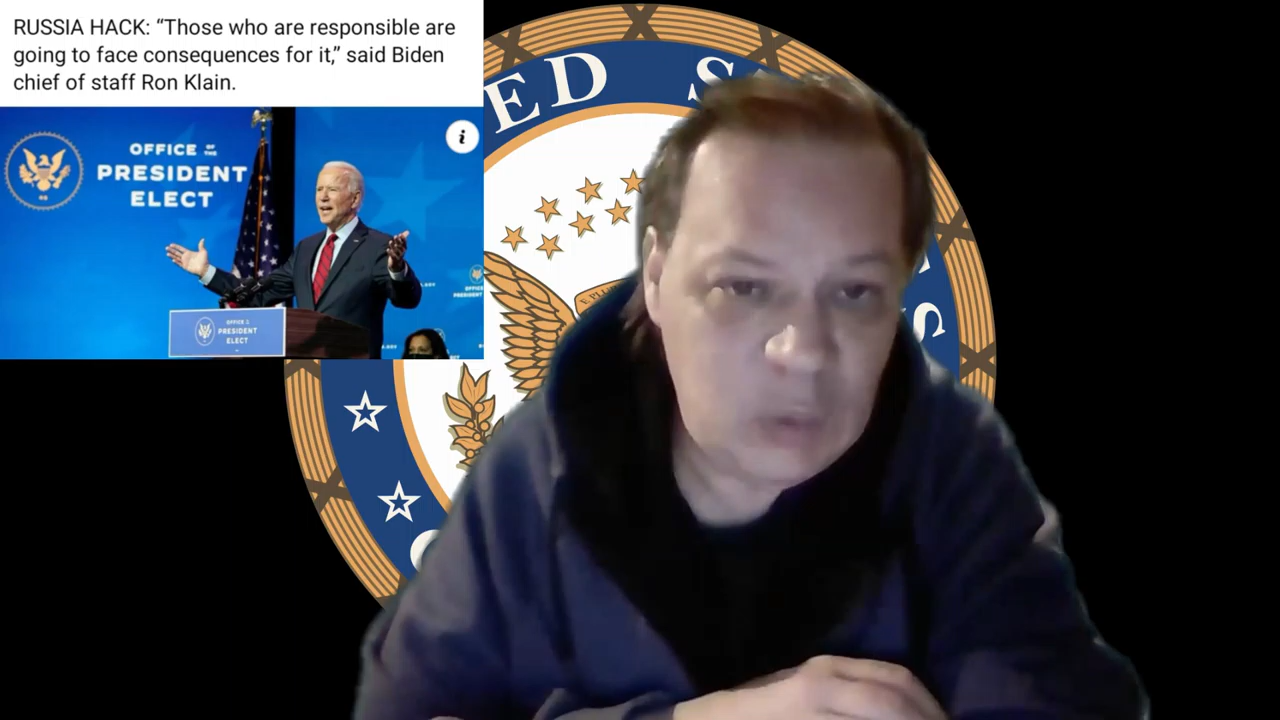 RUSSIA HACK: “Those who are responsible are
going to face consequences for it,” said Biden
chief of staff Ron Klain.
i
OFFICE OF THE
PRESIDENT
ELECT
OFFICE OF THE
PRESIDENT
ELECT
ED S